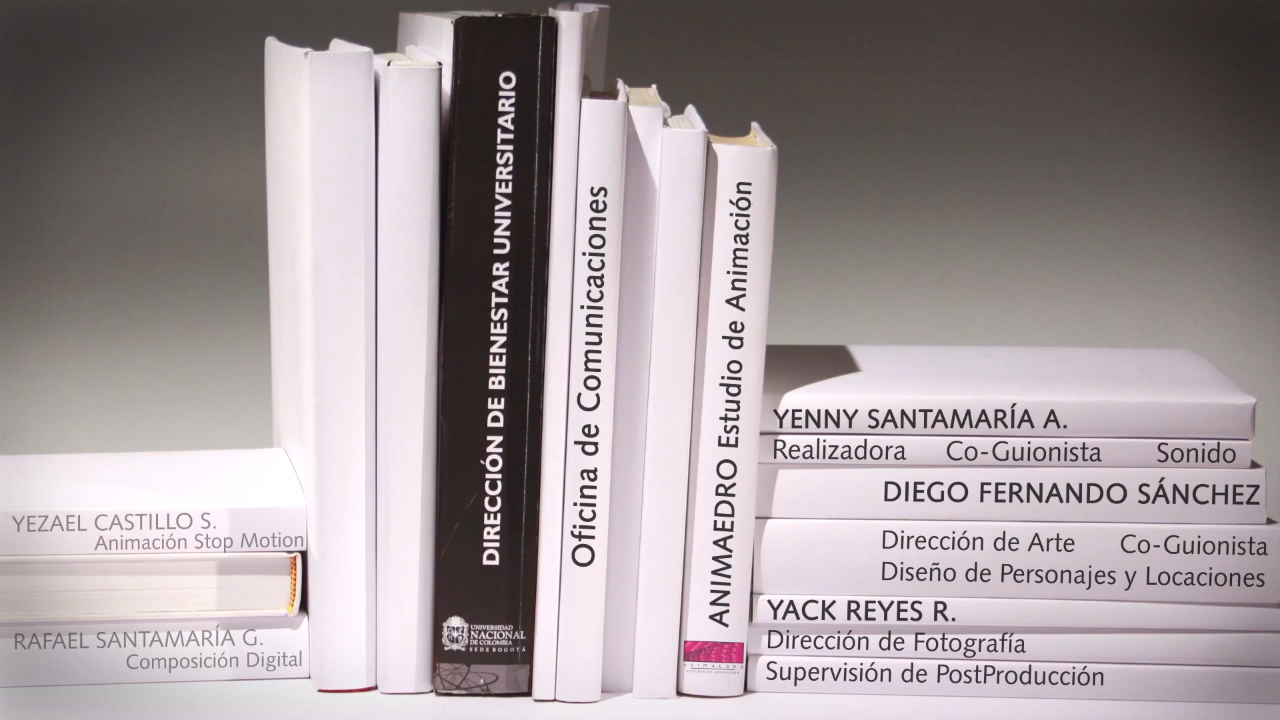 YEZAEL CASTILLO S.
Animación Stop Motion
RAFAEL SANTAMARÍA G.
Composición Digital
DIRECCIÓN DE BIENESTAR UNIVERSITARIO
UNIVERSIDAD
NACIONAL
DE COLOMBIA
SEDE BOGOTÁ
Oficina de Comunicaciones
ANIMAEDRO Estudio de Animación
YENNY SANTAMARÍA A.
Realizadora Co-Guionista Sonido
DIEGO FERNANDO SÁNCHEZ
Dirección de Arte Co-Guionista
Diseño de Personajes y Locaciones
YACK REYES R.
Dirección de Fotografía
Supervisión de PostProducción